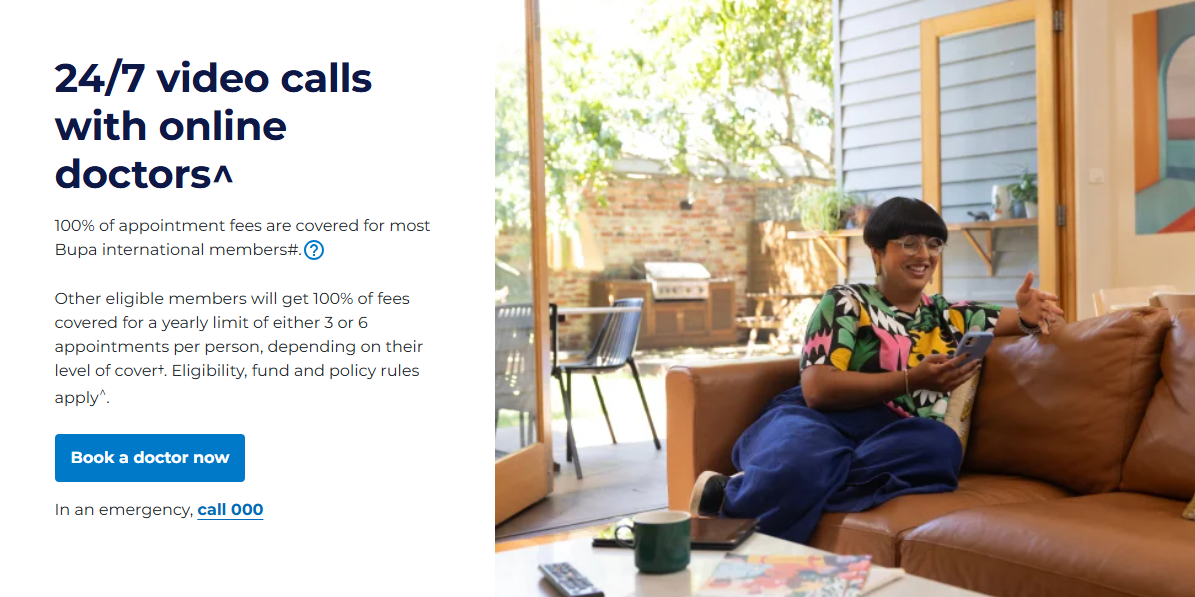 24/7 video calls
with online
doctors^
100% of appointment fees are covered for most
Bupa international members#.?
Other eligible members will get 100% of fees
covered for a yearly limit of either 3 or 6
appointments per person, depending on their
level of cover†. Eligibility, fund and policy rules
apply^.
Book a doctor now
In an emergency, call 000